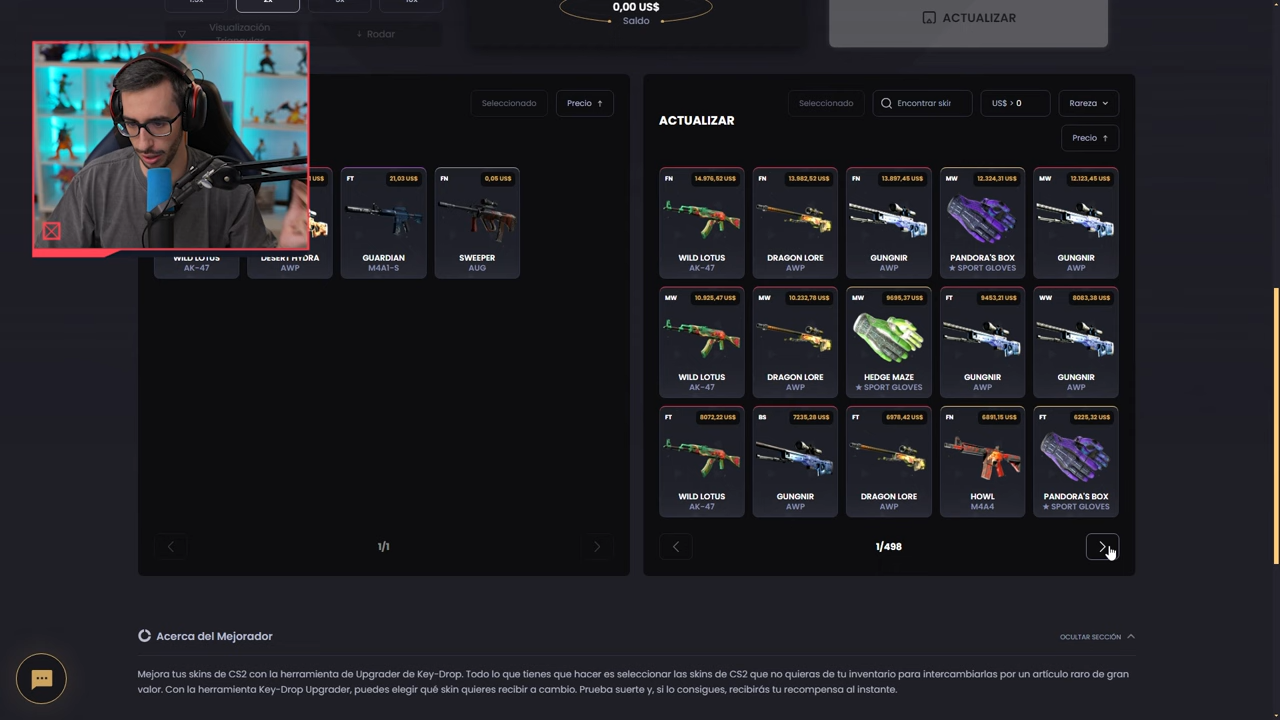 2x
0,00 US$
Saldo
ACTUALIZAR
Visualización
Rodar
Seleccionado
Precio
Seleccionado
Encontrar skir
US$ > 0
Rareza
ACTUALIZAR
Precio
US$
FT 21,03 US$
FN 0,05 US$
WILD LOTUS
AK-47
DESERT HYDRA
AWP
GUARDIAN
M4A1-S
SWEEPER
AUG
FN 14.976,52 US$
FN 13.982,52 US$
FN 13.897,45 US$
MW 12.324,31 US$
MW 12.123,45 US$
WILD LOTUS
AK-47
DRAGON LORE
AWP
GUNGNIR
AWP
PANDORA'S BOX
★ SPORT GLOVES
GUNGNIR
AWP
MW 10.925,47 US$
MW 10.232,78 US$
MW 9695,37 US$
FT 9453,21 US$
WW 8083,38 US$
WILD LOTUS
AK-47
DRAGON LORE
AWP
HEDGE MAZE
★ SPORT GLOVES
GUNGNIR
AWP
GUNGNIR
AWP
FT 8072,22 US$
BS 7235,28 US$
FT 6978,42 US$
FN 6891,15 US$
FT 6225,32 US$
WILD LOTUS
AK-47
GUNGNIR
AWP
DRAGON LORE
AWP
HOWL
M4A4
PANDORA'S BOX
★ SPORT GLOVES
1/1
1/498
Acerca del Mejorador
OCULTAR SECCIÓN
Mejora tus skins de CS2 con la herramienta de Upgrader de Key-Drop. Todo lo que tienes que hacer es seleccionar las skins de CS2 que no quieras de tu inventario para intercambiarlas por un artículo raro de gran
valor. Con la herramienta Key-Drop Upgrader, puedes elegir qué skin quieres recibir a cambio. Prueba suerte y, si lo consigues, recibirás tu recompensa al instante.